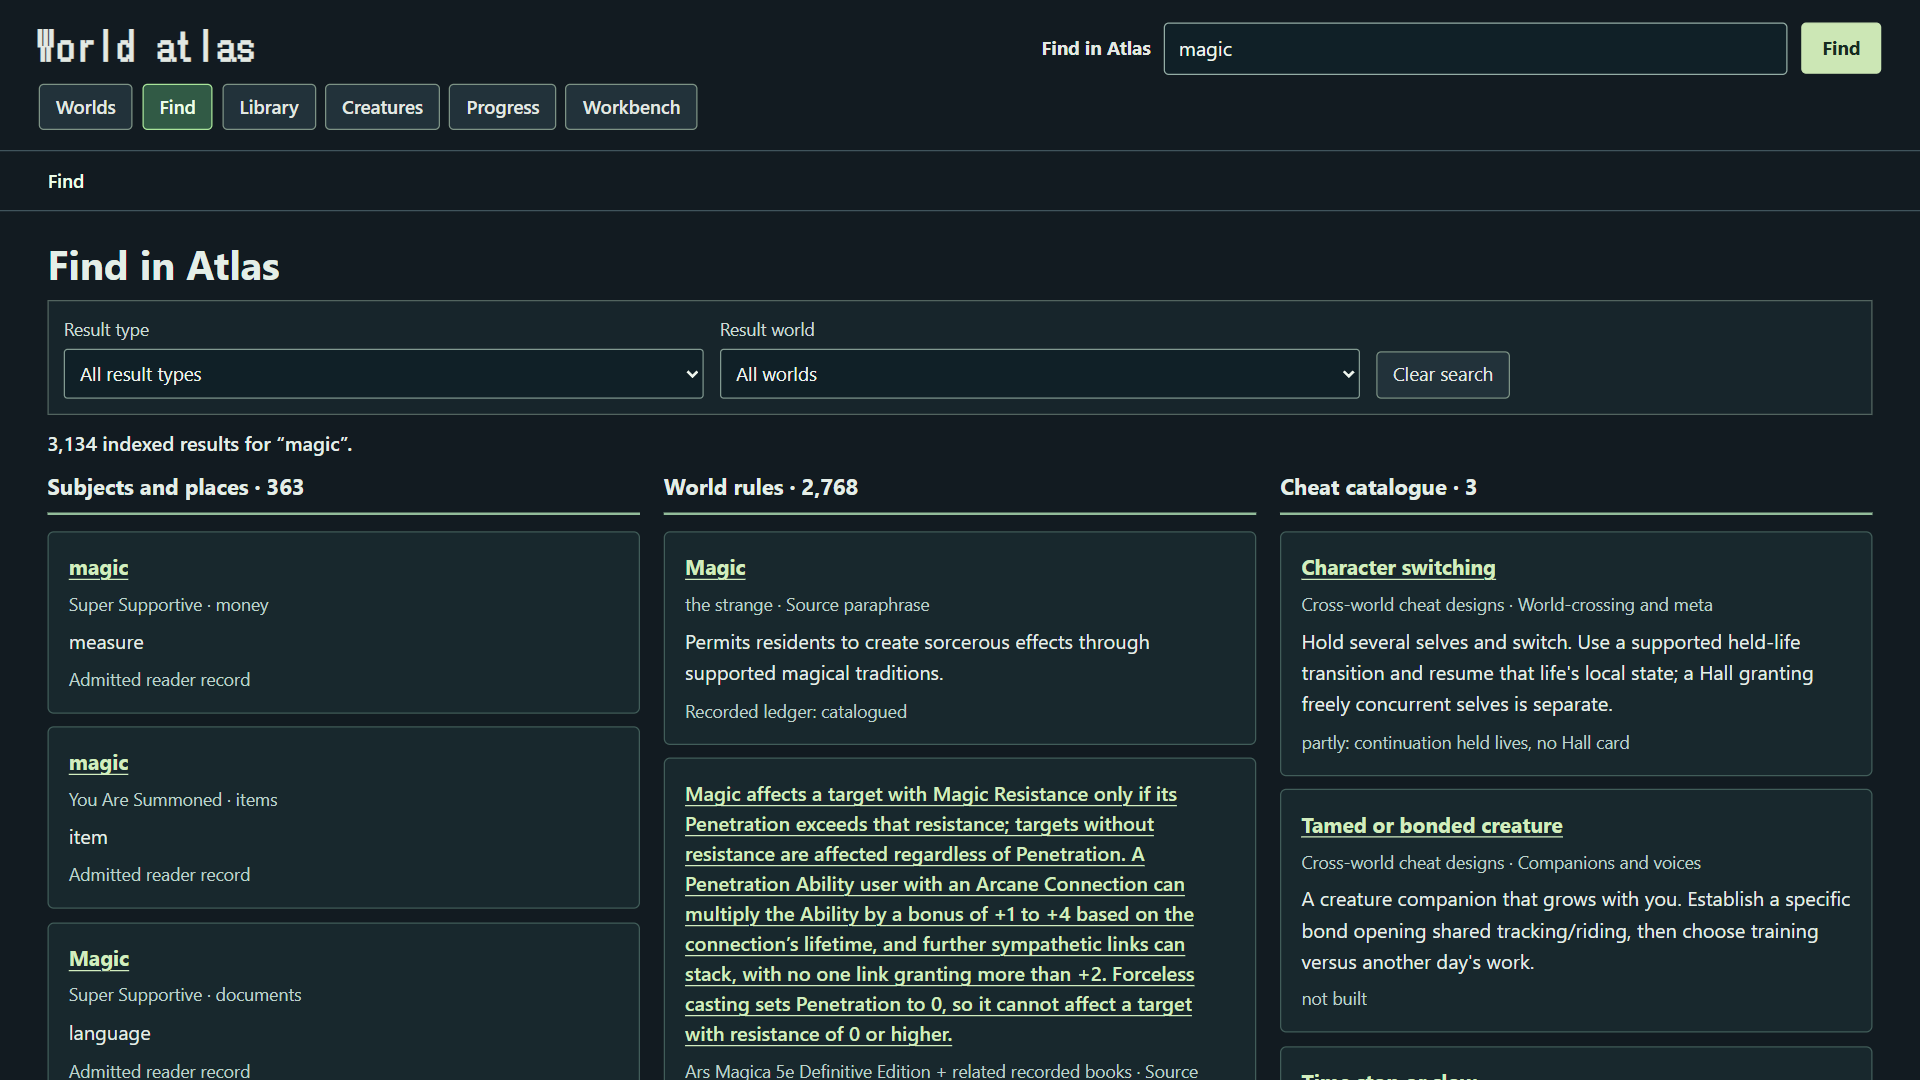 World atlas
Find in Atlas
magic
Find
Worlds
Find
Library
Creatures
Progress
Workbench
Find
Find in Atlas
Result type
All result types
Result world
All worlds
Clear search
3,134 indexed results for “magic”.
Subjects and places · 363
magic
Super Supportive · money
measure
Admitted reader record
magic
You Are Summoned · items
item
Admitted reader record
Magic
Super Supportive · documents
language
Admitted reader record
World rules · 2,768
Magic
the strange · Source paraphrase
Permits residents to create sorcerous effects through
supported magical traditions.
Recorded ledger: catalogued
Magic affects a target with Magic Resistance only if its
Penetration exceeds that resistance; targets without
resistance are affected regardless of Penetration. A
Penetration Ability user with an Arcane Connection can
multiply the Ability by a bonus of +1 to +4 based on the
connection’s lifetime, and further sympathetic links can
stack, with no one link granting more than +2. Forceless
casting sets Penetration to 0, so it cannot affect a target
with resistance of 0 or higher.
Ars Magica 5e Definitive Edition + related recorded books · Source
Cheat catalogue · 3
Character switching
Cross-world cheat designs · World-crossing and meta
Hold several selves and switch. Use a supported held-life
transition and resume that life's local state; a Hall granting
freely concurrent selves is separate.
partly: continuation held lives, no Hall card
Tamed or bonded creature
Cross-world cheat designs · Companions and voices
A creature companion that grows with you. Establish a specific
bond opening shared tracking/riding, then choose training
versus another day's work.
not built
Time stop or slow